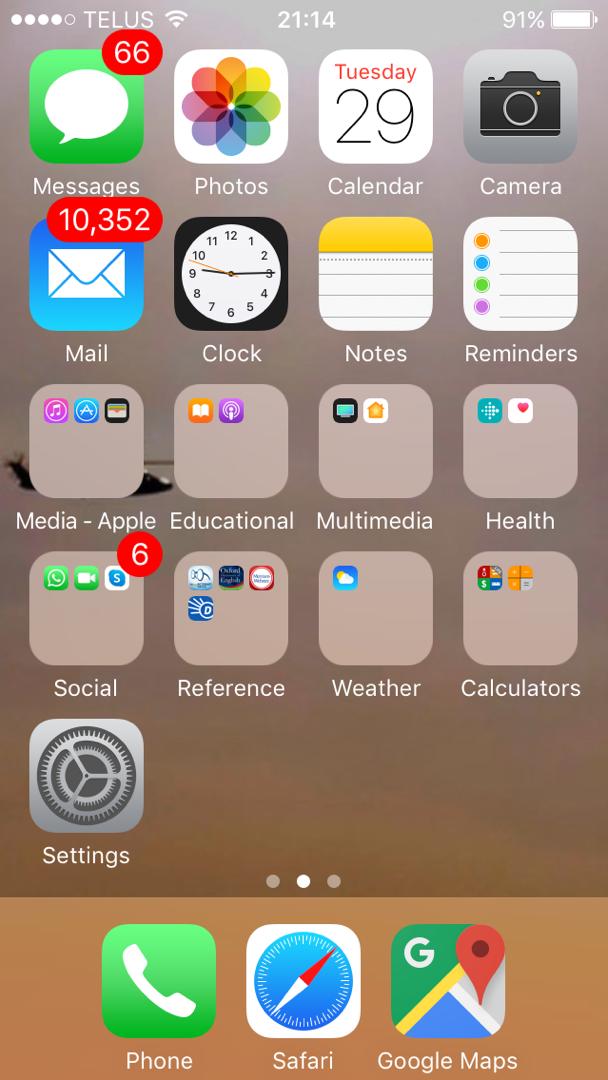 TELUS 21:14 91%
66
Tuesday
29
Messages Photos Calendar Camera
10,352
12
11 1
10 2
9 3
8 4
7 5
6
Mail Clock Notes Reminders
Media - Apple Educational Multimedia Health
6
Oxford
English
Social Reference Weather Calculators
Settings
G
Phone Safari Google Maps